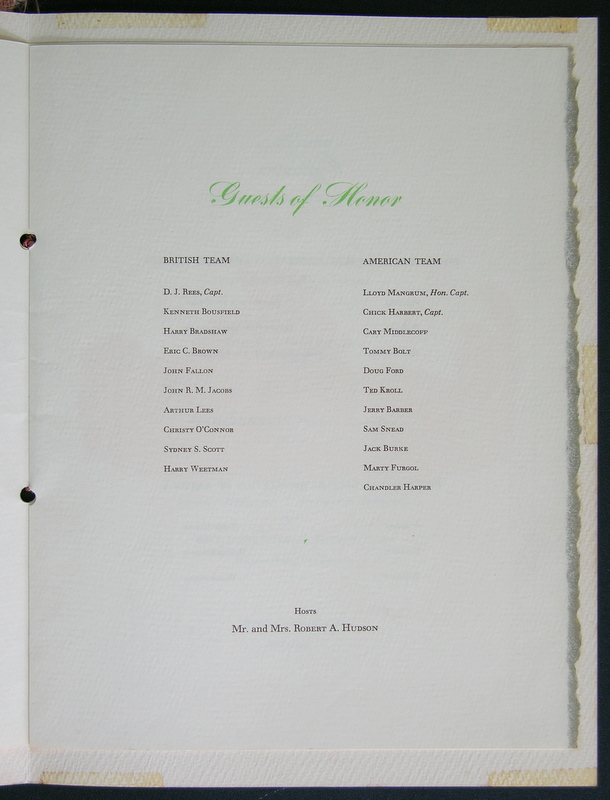 Guests of Honor
BRITISH TEAM
D. J. Rees, Capt.
Kenneth Bousfield
Harry Bradshaw
Eric C. Brown
John Fallon
John R. M. Jacobs
Arthur Lees
Christy O'Connor
Sydney S. Scott
Harry Weetman
AMERICAN TEAM
Lloyd Mangrum, Hon. Capt.
Chick Harbert, Capt.
Cary Middlecoff
Tommy Bolt
Doug Ford
Ted Kroll
Jerry Barber
Sam Snead
Jack Burke
Marty Furgol
Chandler Harper
Hosts
Mr. and Mrs. Robert A. Hudson